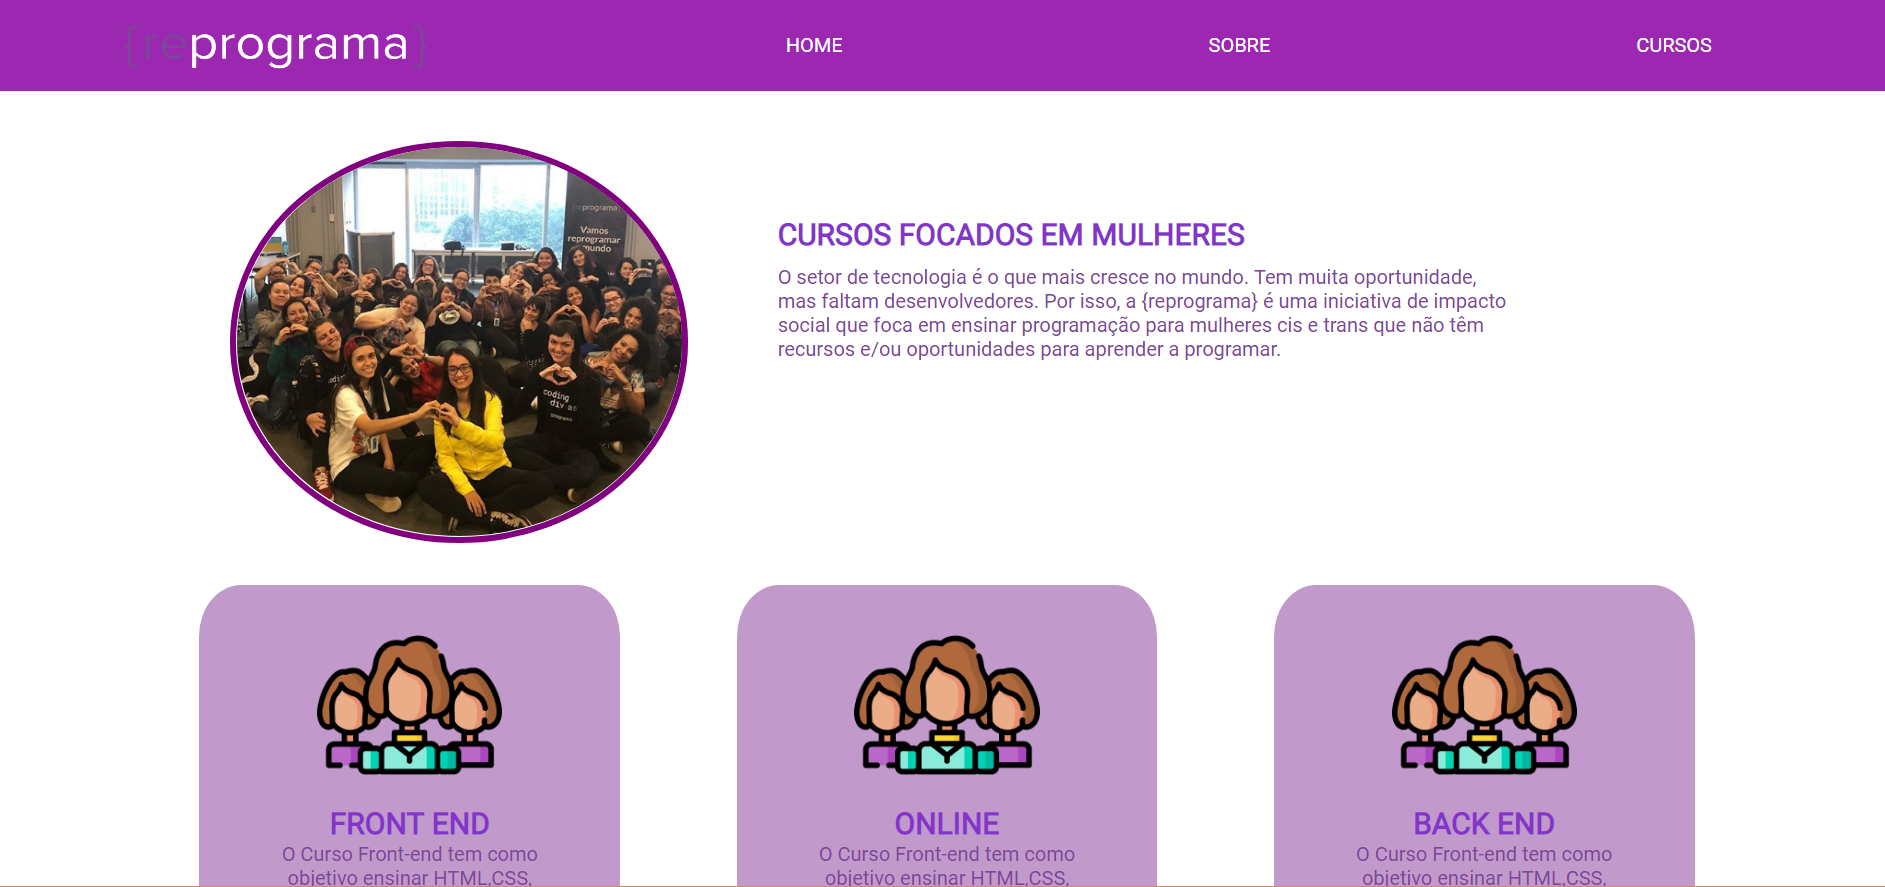 {reprograma}
HOME
SOBRE
CURSOS
{reprograma}
Vamos
reprogramar
mundo
coding
div as
CURSOS FOCADOS EM MULHERES
O setor de tecnologia é o que mais cresce no mundo. Tem muita oportunidade,
mas faltam desenvolvedores. Por isso, a {reprograma} é uma iniciativa de impacto
social que foca em ensinar programação para mulheres cis e trans que não têm
recursos e/ou oportunidades para aprender a programar.
FRONT END
O Curso Front-end tem como
objetivo ensinar HTML,CSS,
ONLINE
O Curso Front-end tem como
objetivo ensinar HTML,CSS,
BACK END
O Curso Front-end tem como
objetivo ensinar HTML,CSS,